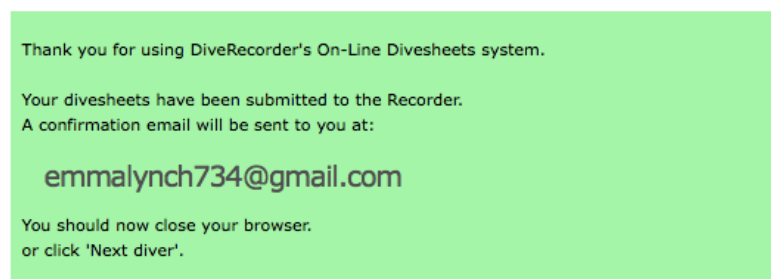 Thank you for using DiveRecorder's On-Line Divesheets system.
Your divesheets have been submitted to the Recorder.
A confirmation email will be sent to you at:
emmalynch734@gmail.com
You should now close your browser.
or click 'Next diver'.